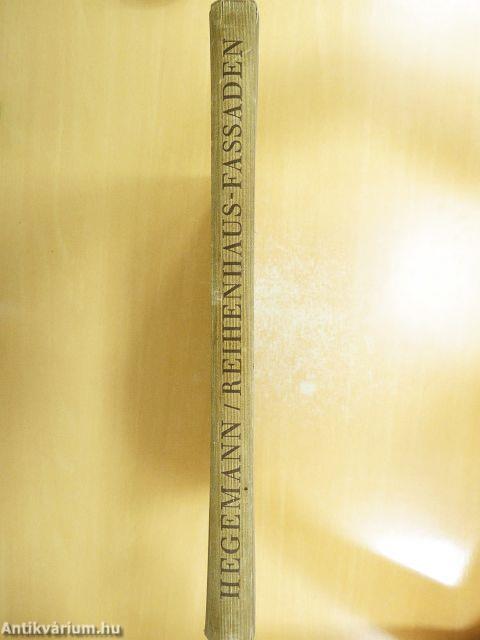 HEGEMANN / REIHENHAUS-FASSADEN
Antikvárium.hu